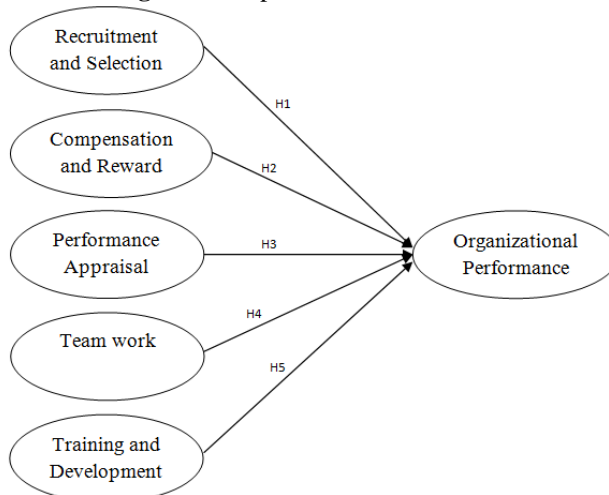 Recruitment
and Selection
H1
Compensation
and Reward
H2
Performance
Appraisal
H3
Organizational
Performance
Team work
H4
H5
Training and
Development